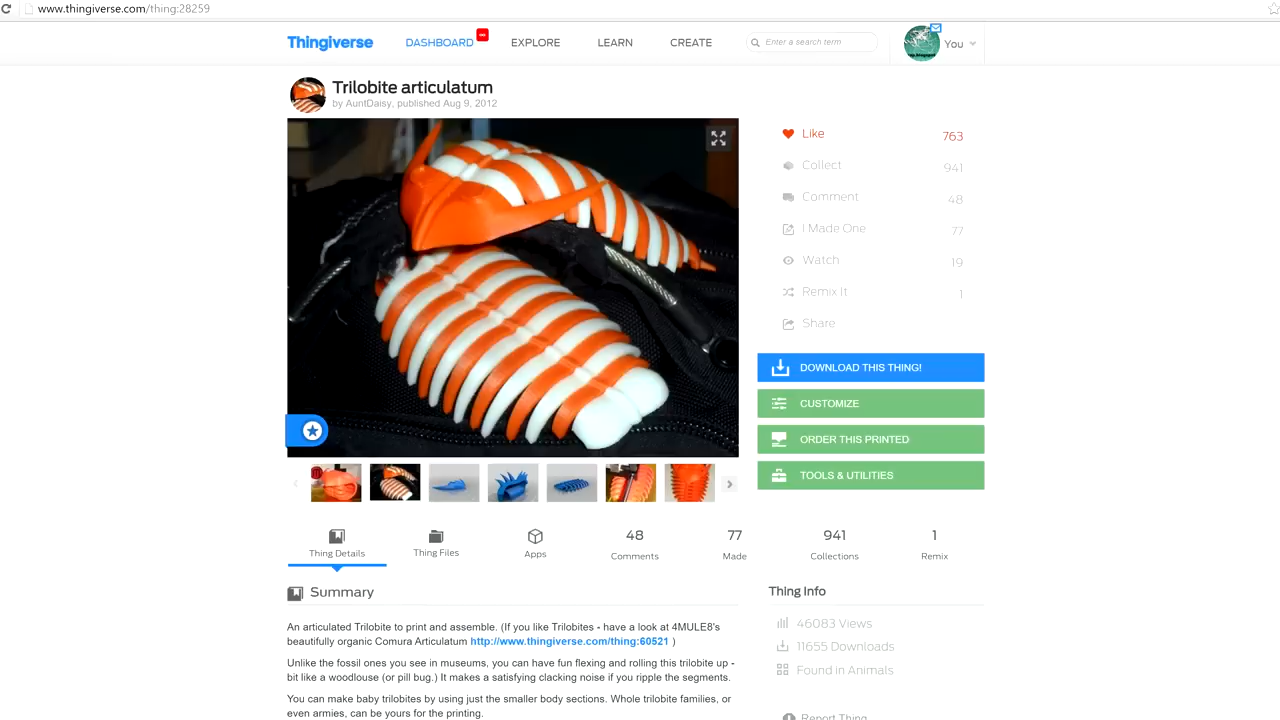 www.thingiverse.com/thing:28259
Thingiverse DASHBOARD EXPLORE LEARN CREATE Enter a search term You
Trilobite articulatum
by AuntDaisy, published Aug 9, 2012
Like 763
Collect 941
Comment 48
I Made One 77
Watch 19
Remix It 1
Share
DOWNLOAD THIS THING!
CUSTOMIZE
ORDER THIS PRINTED
TOOLS & UTILITIES
48 77 941 1
Thing Details Thing Files Apps Comments Made Collections Remix
Summary
An articulated Trilobite to print and assemble. (If you like Trilobites - have a look at 4MULE8's
beautifully organic Comura Articulatum http://www.thingiverse.com/thing:60521 )
Unlike the fossil ones you see in museums, you can have fun flexing and rolling this trilobite up -
bit like a woodlouse (or pill bug.) It makes a satisfying clacking noise if you ripple the segments.
You can make baby trilobites by using just the smaller body sections. Whole trilobite families, or
even armies, can be yours for the printing.
Thing Info
46083 Views
11655 Downloads
Found in Animals
Report Thing